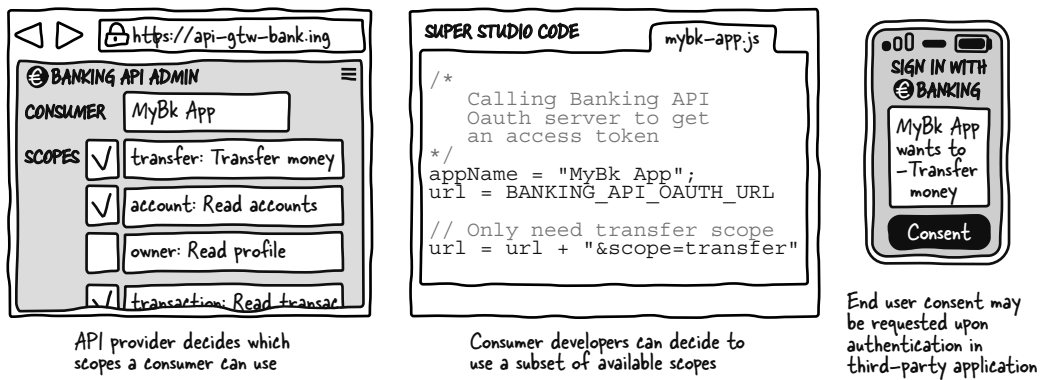 https://api-gtw-bank.ing
€ BANKING API ADMIN
CONSUMER MyBk App
SCOPES transfer: Transfer money
account: Read accounts
owner: Read profile
transaction: Read transac
API provider decides which
scopes a consumer can use
SUPER STUDIO CODE
mybk-app.js
/*
Calling Banking API
Oauth server to get
an access token
*/
appName = "MyBk App";
url = BANKING_API_OAUTH_URL
// Only need transfer scope
url = url + "&scope=transfer"
Consumer developers can decide to
use a subset of available scopes
SIGN IN WITH
€ BANKING
MyBk App
wants to
-Transfer
money
Consent
End user consent may
be requested upon
authentication in
third-party application